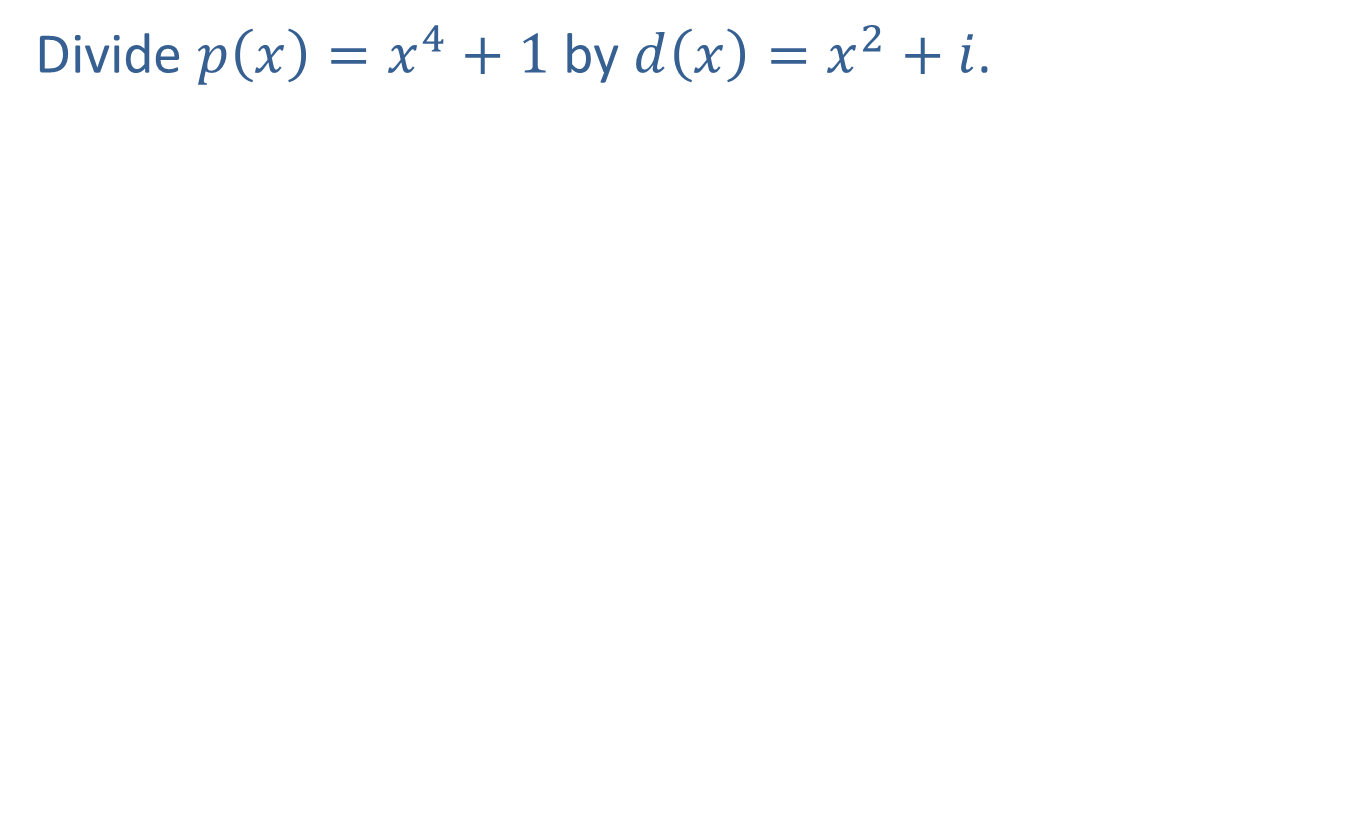 Divide 𝑝(𝑥) = 𝑥⁴ + 1 by 𝑑(𝑥) = 𝑥² + 𝑖.